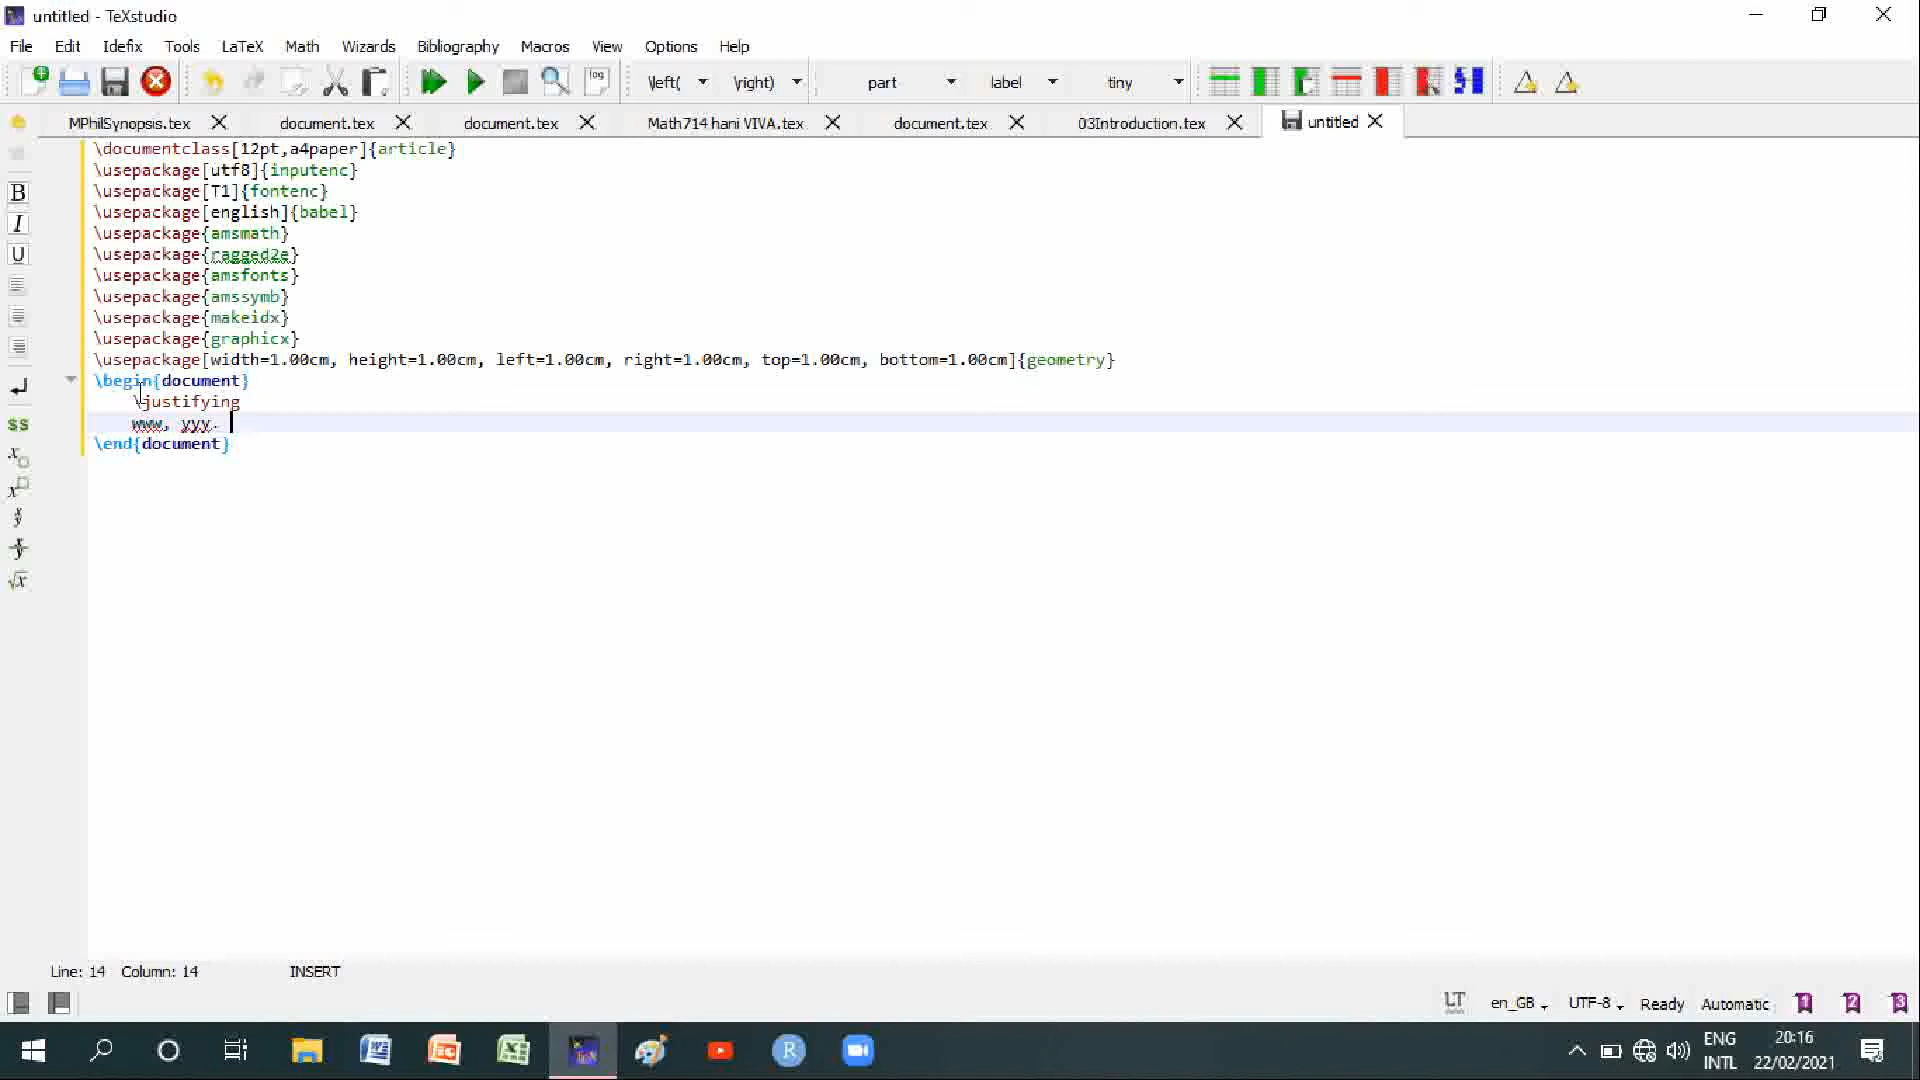 untitled - TeXstudio
File Edit Idefix Tools LaTeX Math Wizards Bibliography Macros View Options Help
log \left( \right) part label tiny
MPhilSynopsis.tex document.tex document.tex Math714 hani VIVA.tex document.tex 03Introduction.tex untitled
\documentclass[12pt,a4paper]{article}
\usepackage[utf8]{inputenc}
\usepackage[T1]{fontenc}
\usepackage[english]{babel}
\usepackage{amsmath}
\usepackage{ragged2e}
\usepackage{amsfonts}
\usepackage{amssymb}
\usepackage{makeidx}
\usepackage{graphicx}
\usepackage[width=1.00cm, height=1.00cm, left=1.00cm, right=1.00cm, top=1.00cm, bottom=1.00cm]{geometry}
\begin{document}
\justifying
www, yyy.
\end{document}
B
I
U
$$
Line: 14 Column: 14 INSERT
LT en_GB UTF-8 Ready Automatic 1 2 3
ENG 20:16
INTL 22/02/2021